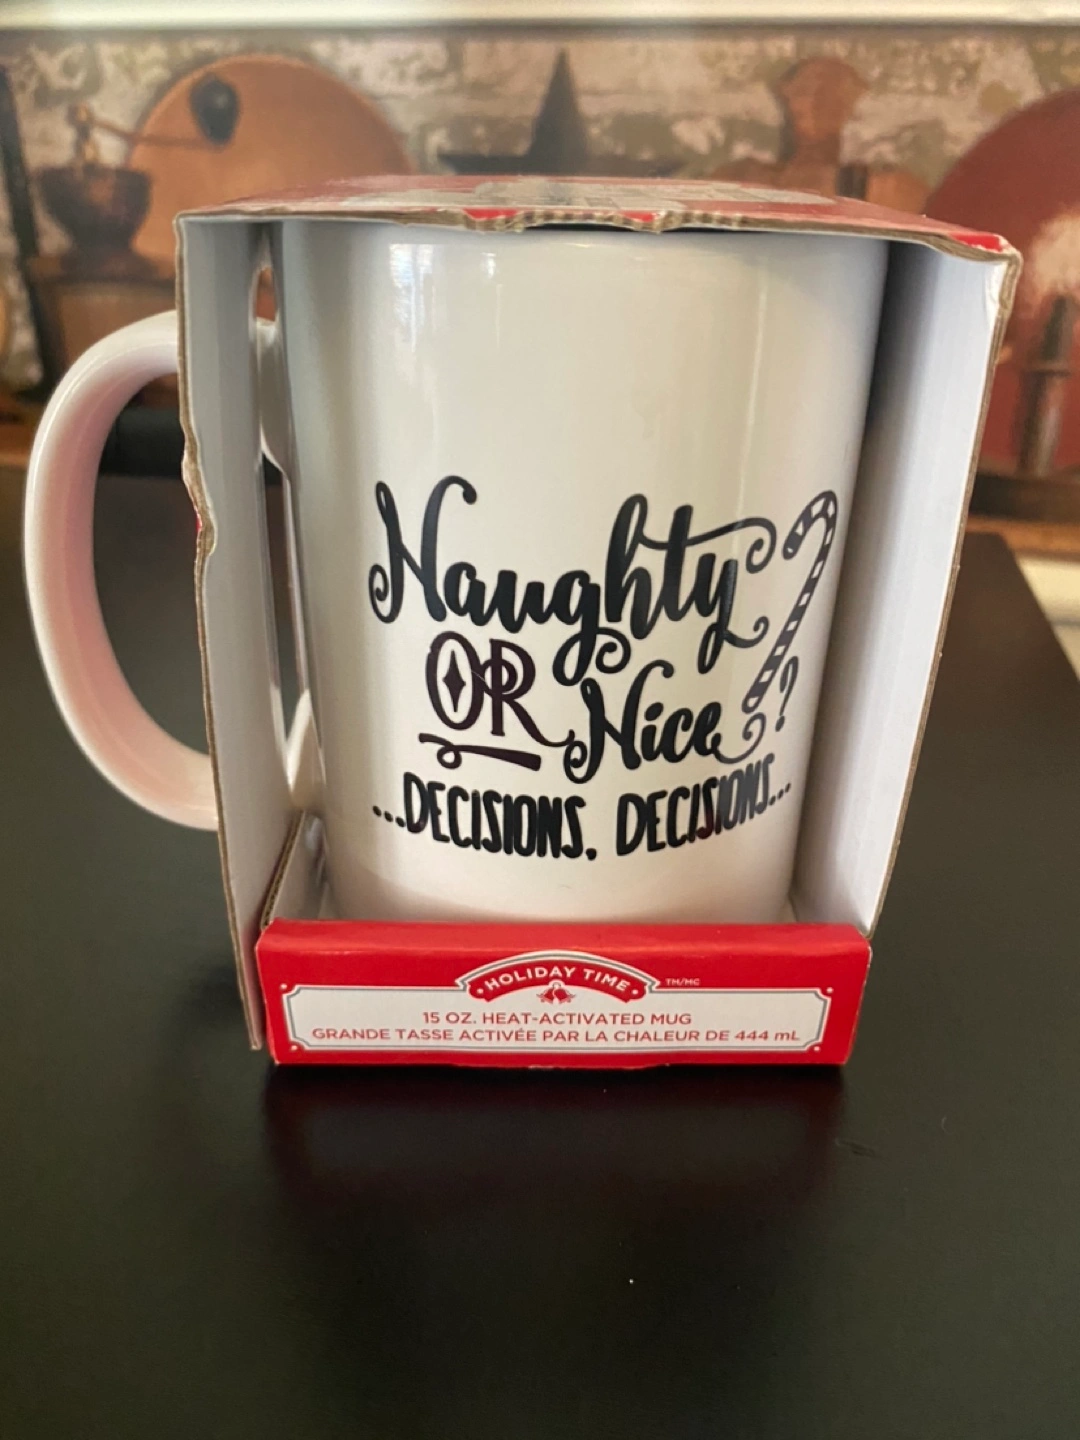 Naughty
OR Nice?
...DECISIONS, DECISIONS...
HOLIDAY TIME TM/MC
15 OZ. HEAT-ACTIVATED MUG
GRANDE TASSE ACTIVÉE PAR LA CHALEUR DE 444 mL